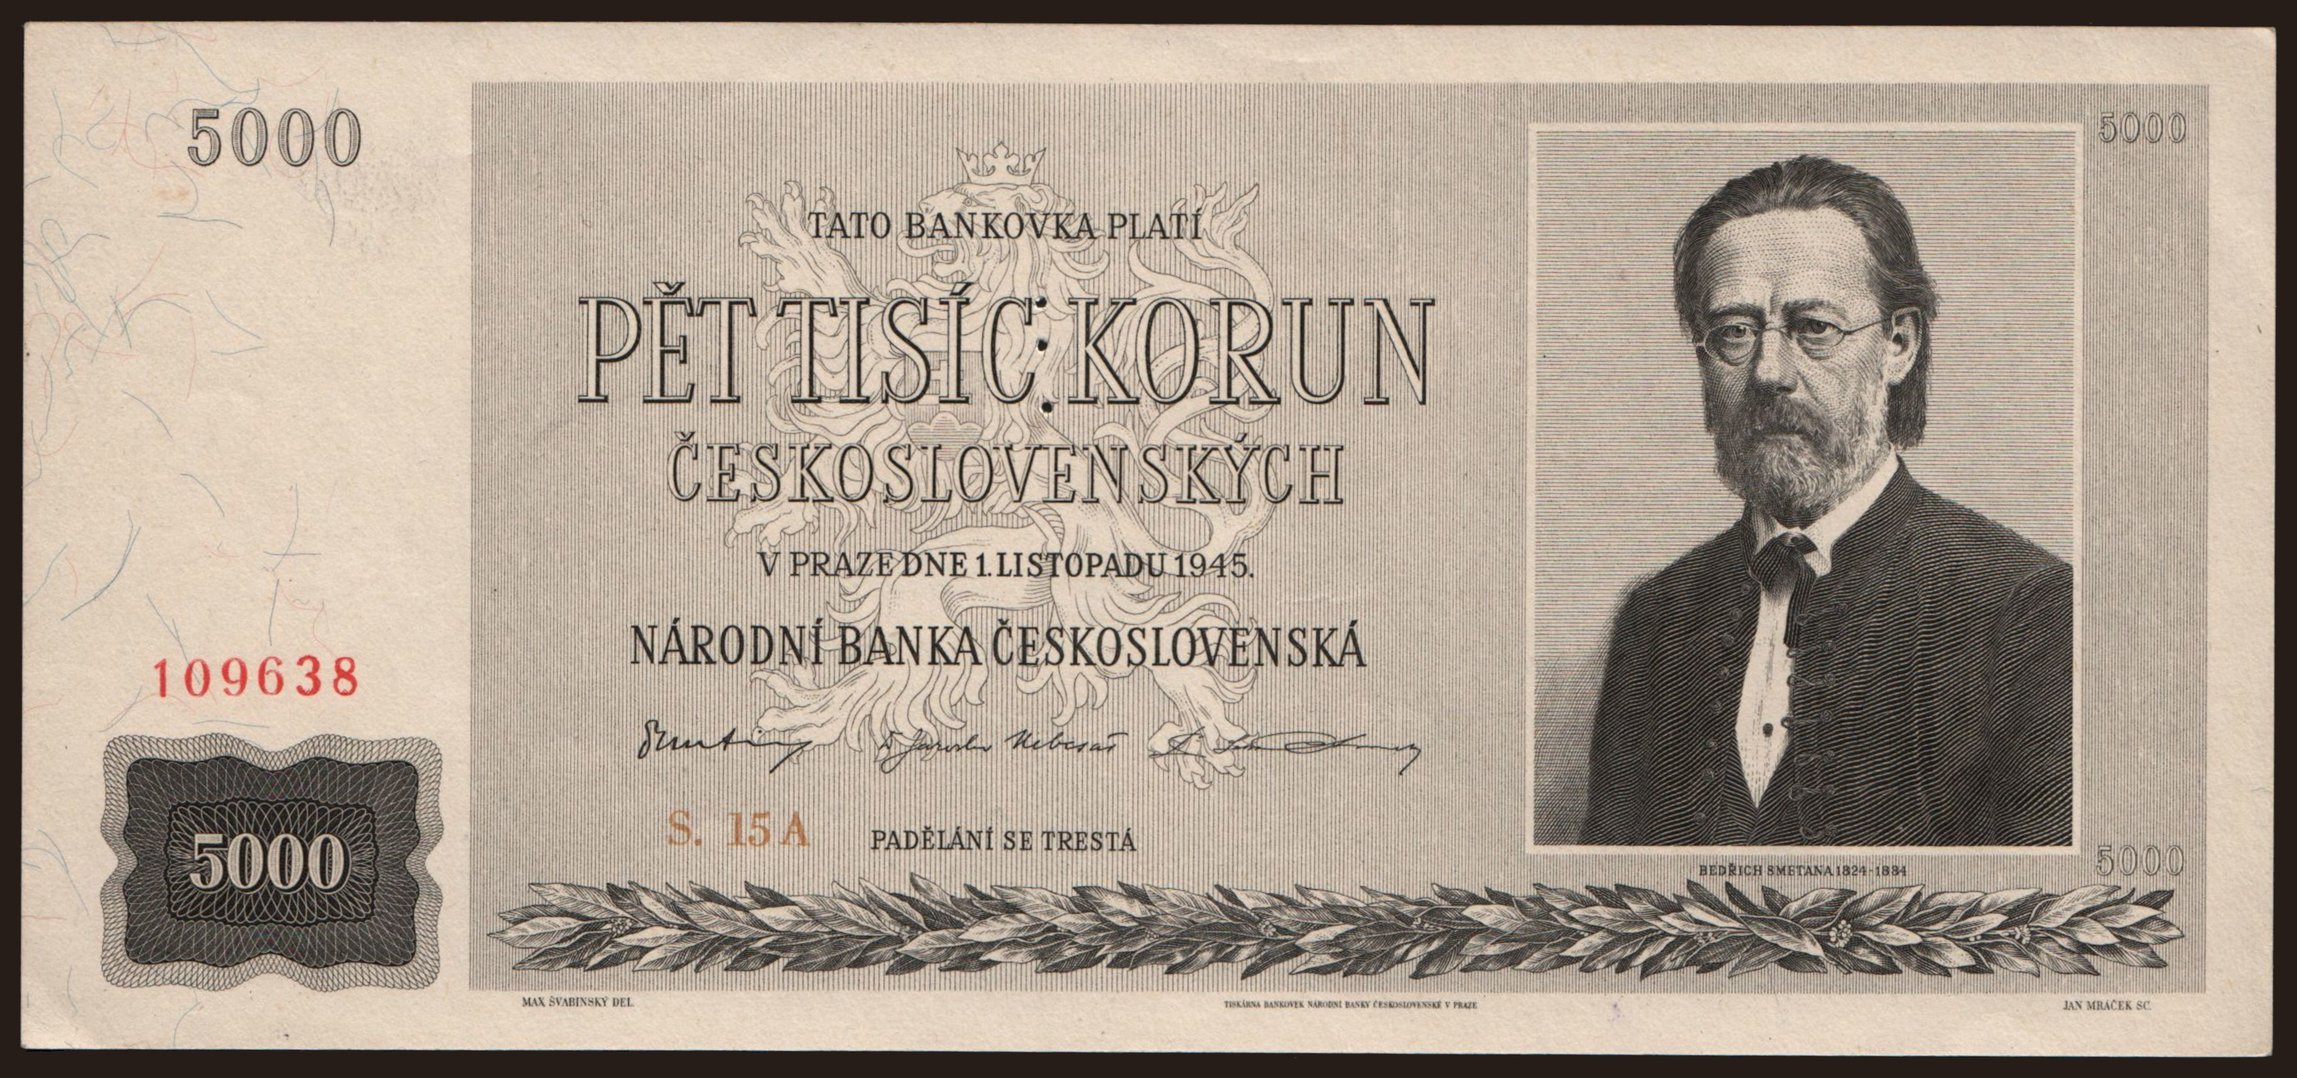 5000
5000
TATO BANKOVKA PLATÍ
PĚT TISÍC KORUN
ČESKOSLOVENSKÝCH
V PRAZE DNE 1. LISTOPADU 1945.
NÁRODNÍ BANKA ČESKOSLOVENSKÁ
109638
S. 15 A
PADĚLÁNÍ SE TRESTÁ
5000
BEDŘICH SMETANA 1824-1884
5000
MAX ŠVABINSKÝ DEL.
TISKÁRNA BANKOVEK NÁRODNÍ BANKY ČESKOSLOVENSKÉ V PRAZE
JAN MRÁČEK SC.